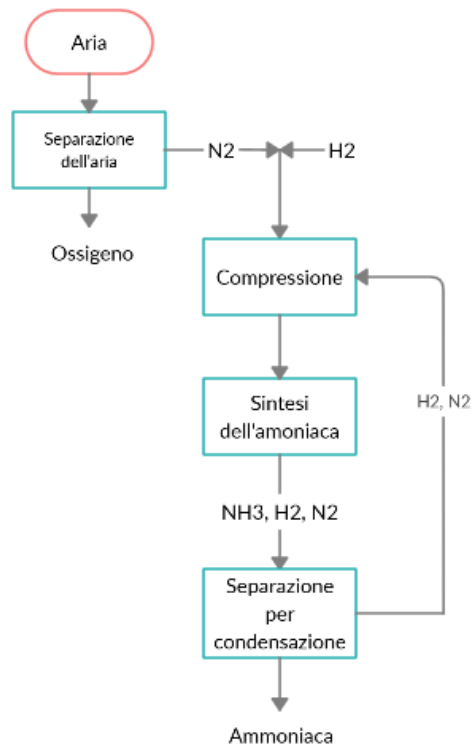 Aria
Separazione
dell'aria
N2
H2
Ossigeno
Compressione
H2, N2
Sintesi
dell'amoniaca
NH3, H2, N2
Separazione
per
condensazione
Ammoniaca